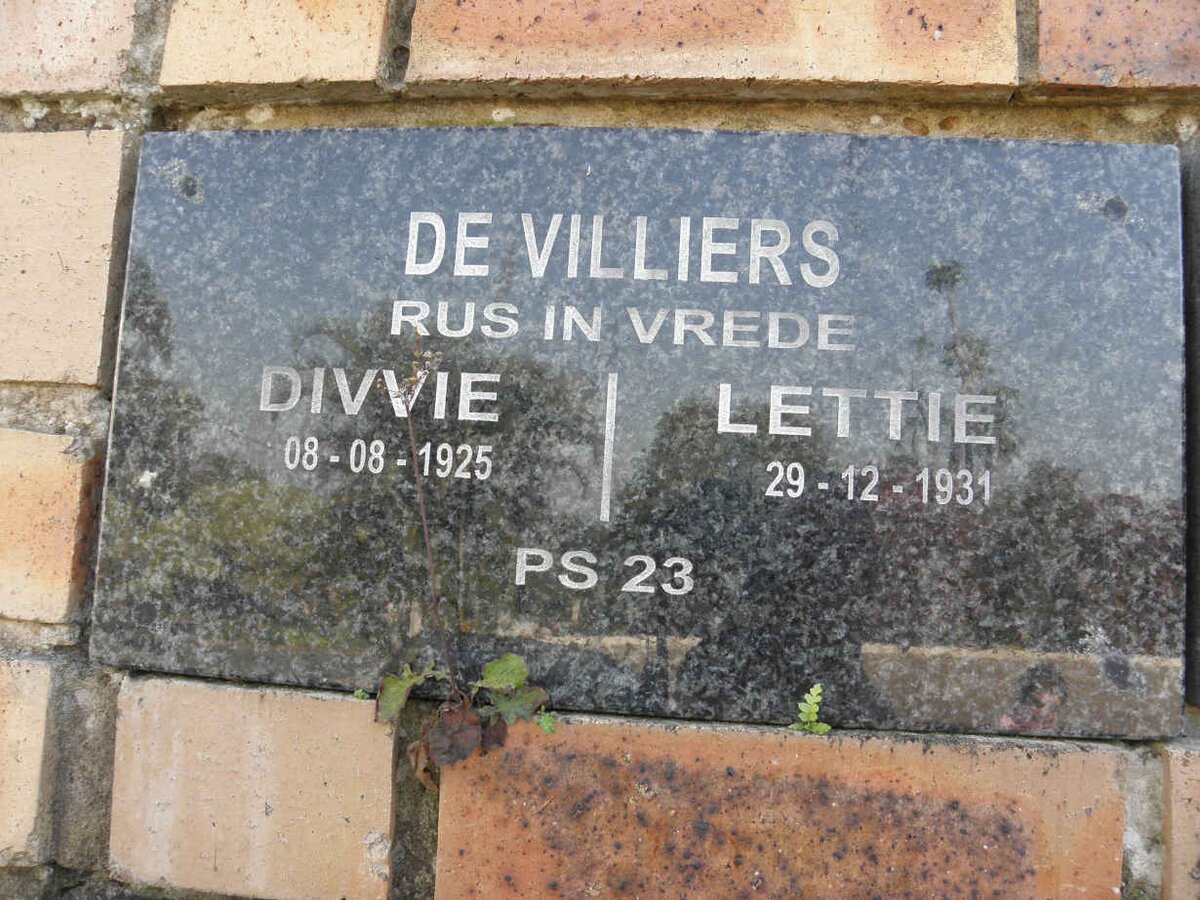 DE VILLIERS
RUS IN VREDE
DIVVIE | LETTIE
08 - 08 - 1925 | 29 - 12 - 1931
PS 23